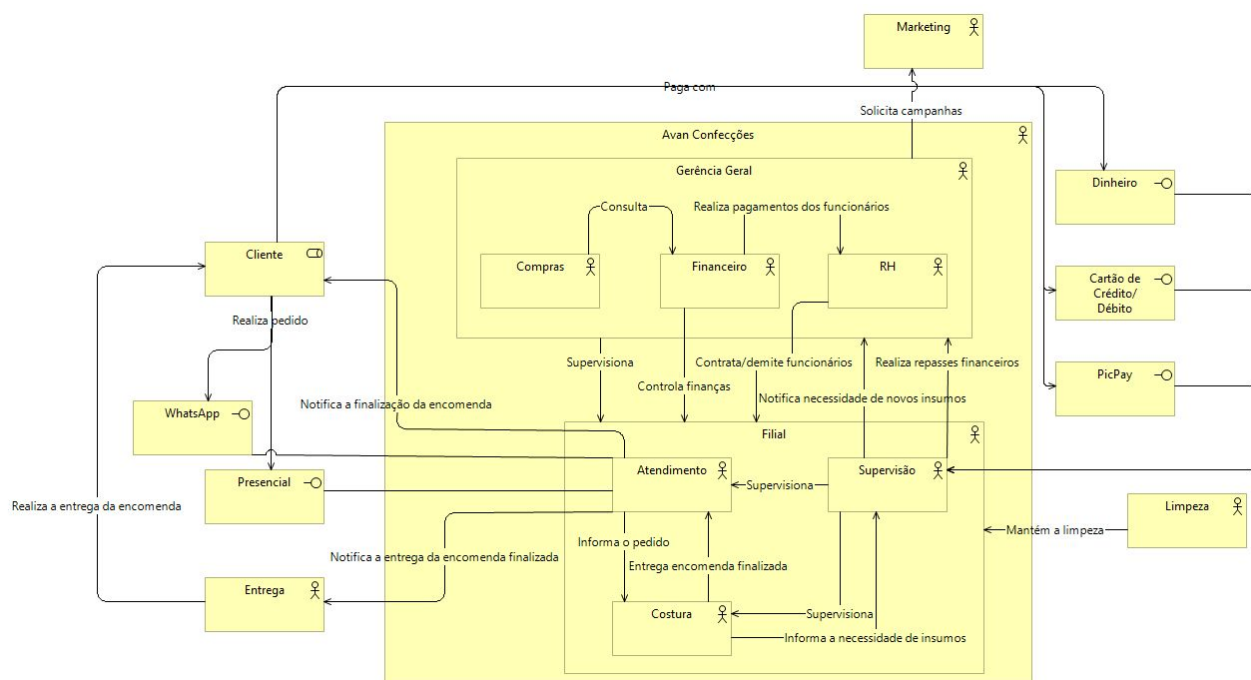 Marketing
Paga com
Solicita campanhas
Avan Confecções
Gerência Geral
Dinheiro
Consulta
Realiza pagamentos dos funcionários
Cliente
Compras
Financeiro
RH
Cartão de
Crédito/
Débito
Realiza pedido
Supervisiona
Contrata/demite funcionários
Realiza repasses financeiros
PicPay
Controla finanças
Notifica necessidade de novos insumos
Notifica a finalização da encomenda
WhatsApp
Filial
Atendimento
Supervisão
Presencial
Supervisiona
Realiza a entrega da encomenda
Limpeza
Mantém a limpeza
Informa o pedido
Notifica a entrega da encomenda finalizada
Entrega encomenda finalizada
Entrega
Costura
Supervisiona
Informa a necessidade de insumos